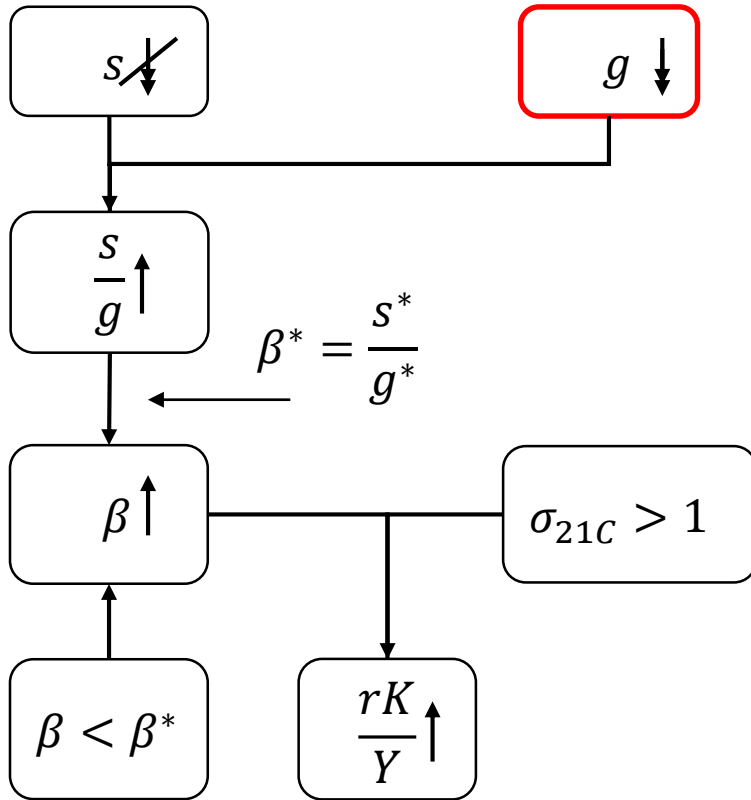 s ↡̸
g ↡
s/g ↑
β* = s*/g*
β ↑
σ₂₁C > 1
β < β*
rK/Y ↑